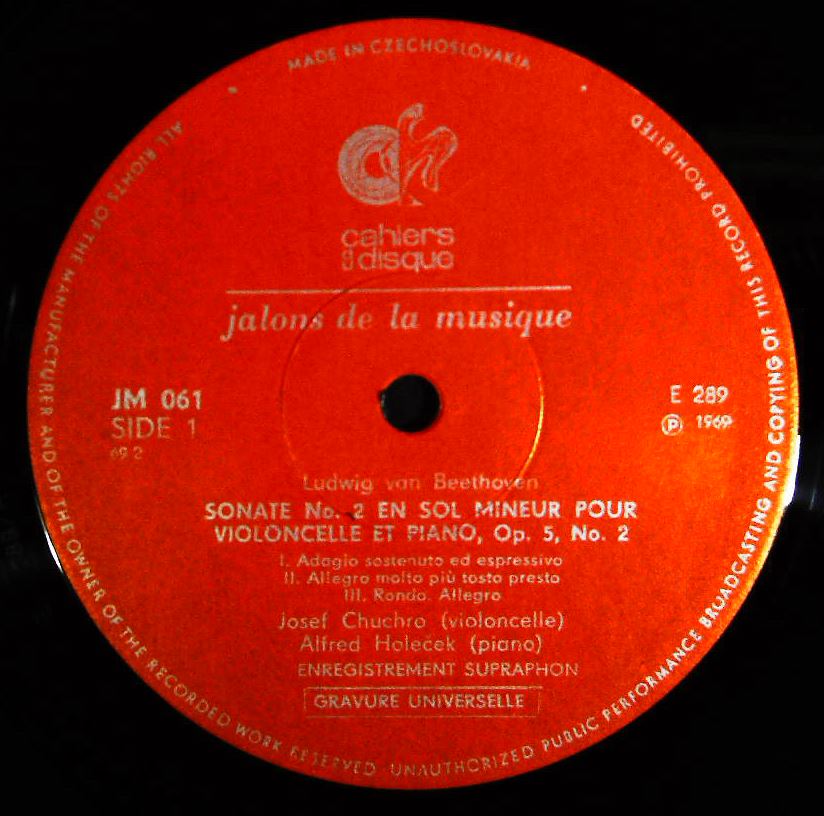 MADE IN CZECHOSLOVAKIA
ALL RIGHTS OF THE MANUFACTURER AND OF THE OWNER OF THE RECORDED WORK RESERVED · UNAUTHORIZED PUBLIC PERFORMANCE BROADCASTING AND COPYING OF THIS RECORD PROHIBITED
cahiers
du disque
jalons de la musique
JM 061
SIDE 1
69 2
E 289
℗ 1969
Ludwig van Beethoven
SONATE No. 2 EN SOL MINEUR POUR
VIOLONCELLE ET PIANO, Op. 5, No. 2
I. Adagio sostenuto ed espressivo
II. Allegro molto più tosto presto
III. Rondo. Allegro
Josef Chuchro (violoncelle)
Alfred Holeček (piano)
ENREGISTREMENT SUPRAPHON
GRAVURE UNIVERSELLE